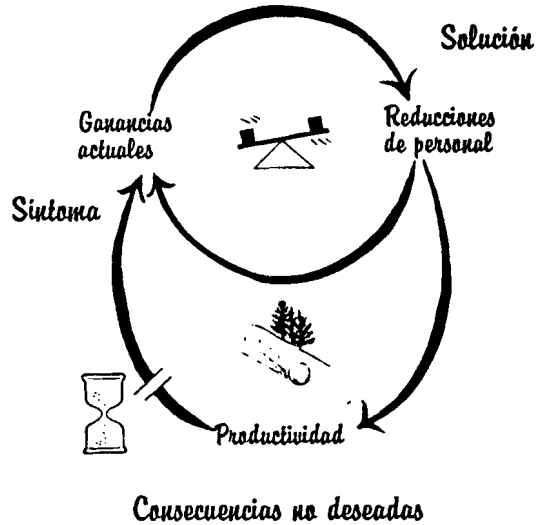 Solución
Ganancias
actuales
Reducciones
de personal
Síntoma
Productividad
Consecuencias no deseadas